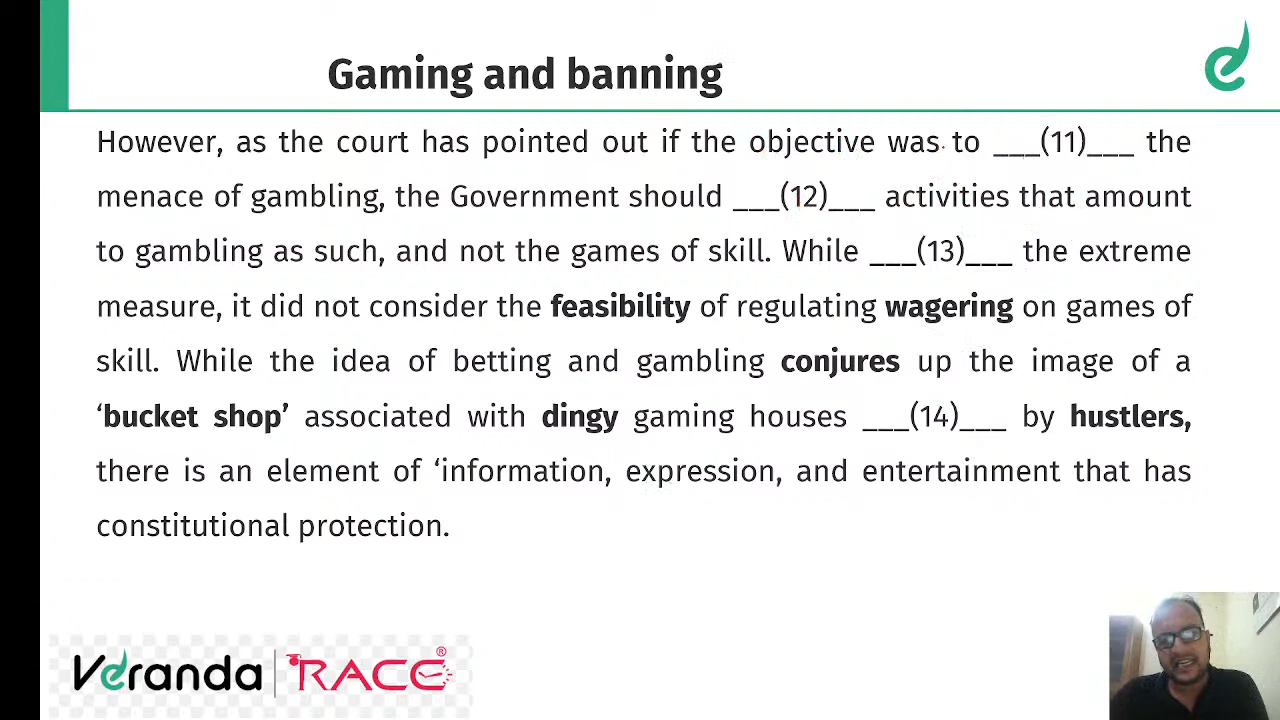 Gaming and banning
However, as the court has pointed out if the objective was to ___(11)___ the
menace of gambling, the Government should ___(12)___ activities that amount
to gambling as such, and not the games of skill. While ___(13)___ the extreme
measure, it did not consider the feasibility of regulating wagering on games of
skill. While the idea of betting and gambling conjures up the image of a
‘bucket shop’ associated with dingy gaming houses ___(14)___ by hustlers,
there is an element of ‘information, expression, and entertainment that has
constitutional protection.
Veranda RACE®